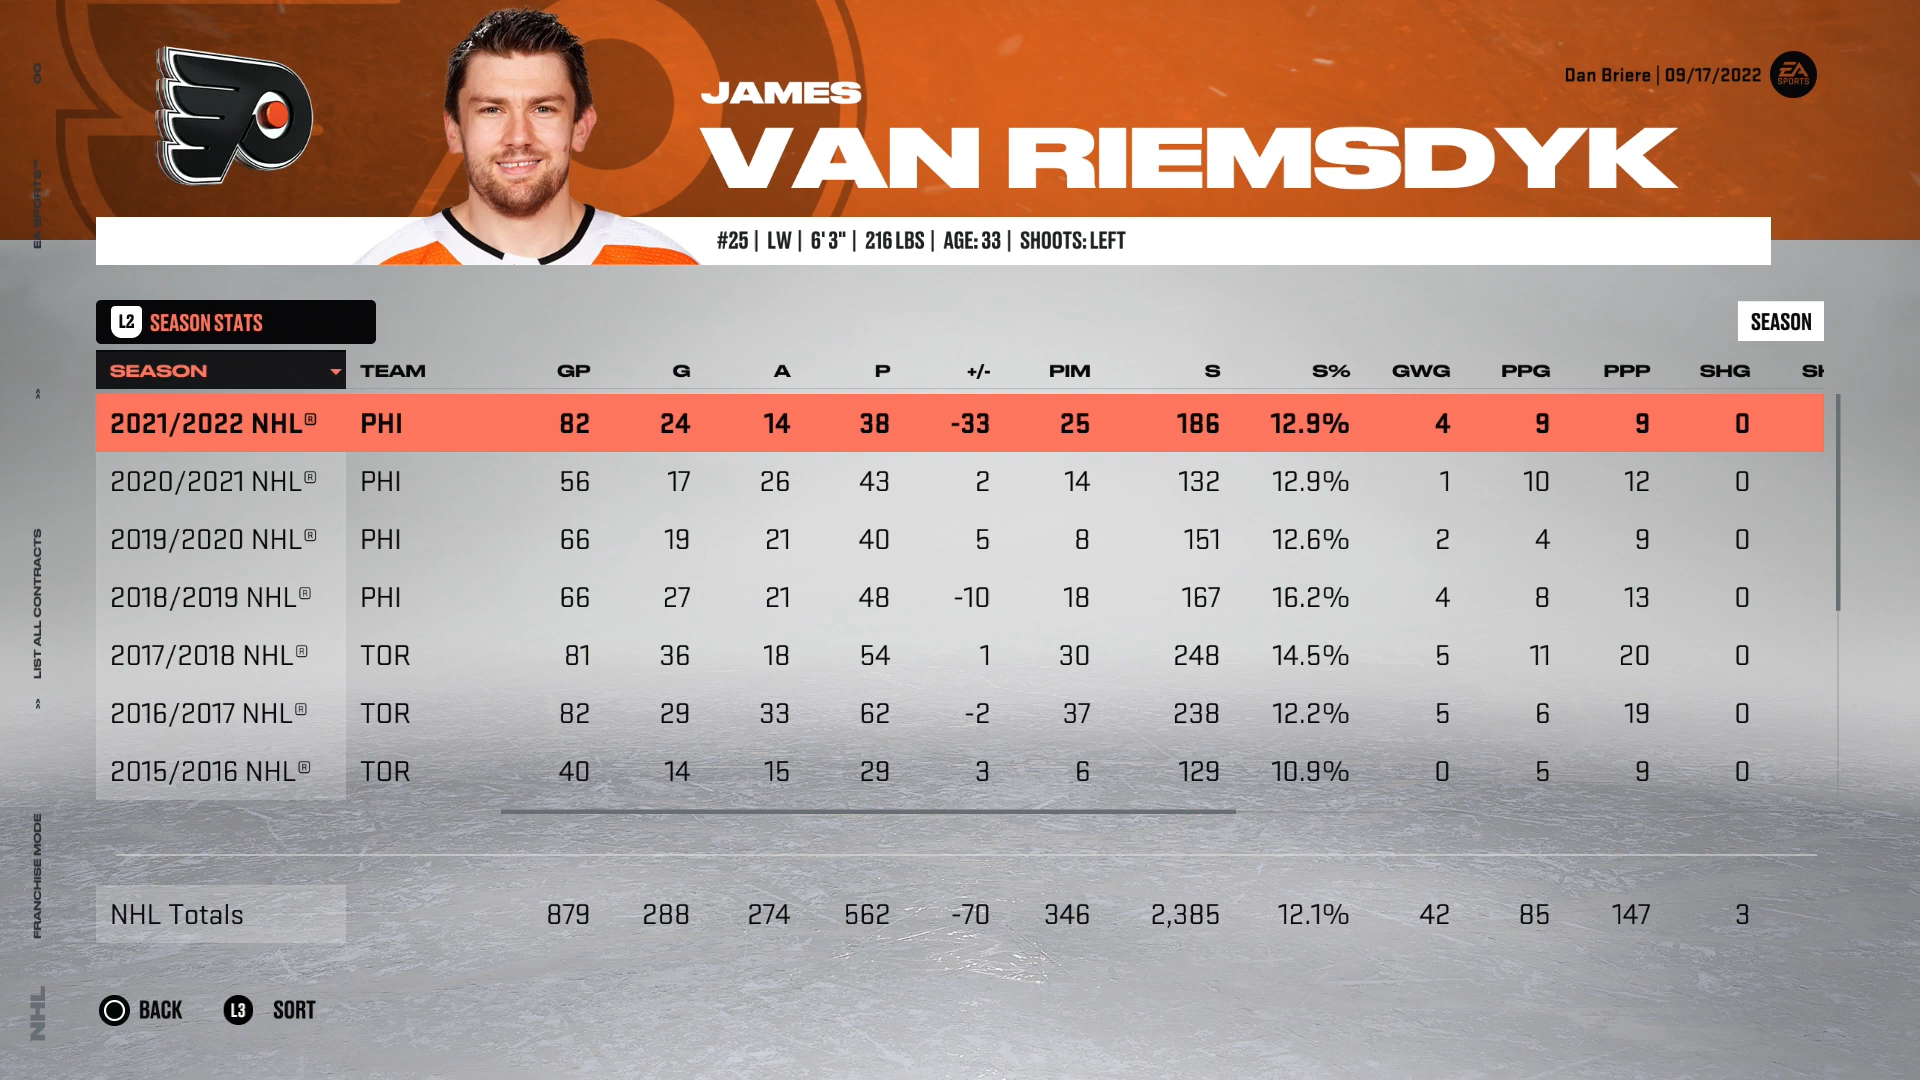 JAMES
VAN RIEMSDYK
Dan Briere | 09/17/2022
EA SPORTS
#25 | LW | 6' 3" | 216 LBS | AGE: 33 | SHOOTS: LEFT
L2 SEASON STATS
SEASON
SEASON TEAM GP G A P +/- PIM S S% GWG PPG PPP SHG
2021/2022 NHL® PHI 82 24 14 38 -33 25 186 12.9% 4 9 9 0
2020/2021 NHL® PHI 56 17 26 43 2 14 132 12.9% 1 10 12 0
2019/2020 NHL® PHI 66 19 21 40 5 8 151 12.6% 2 4 9 0
2018/2019 NHL® PHI 66 27 21 48 -10 18 167 16.2% 4 8 13 0
2017/2018 NHL® TOR 81 36 18 54 1 30 248 14.5% 5 11 20 0
2016/2017 NHL® TOR 82 29 33 62 -2 37 238 12.2% 5 6 19 0
2015/2016 NHL® TOR 40 14 15 29 3 6 129 10.9% 0 5 9 0
NHL Totals 879 288 274 562 -70 346 2,385 12.1% 42 85 147 3
BACK L3 SORT
NHL FRANCHISE MODE >> LIST ALL CONTRACTS >> EA SPORTS™